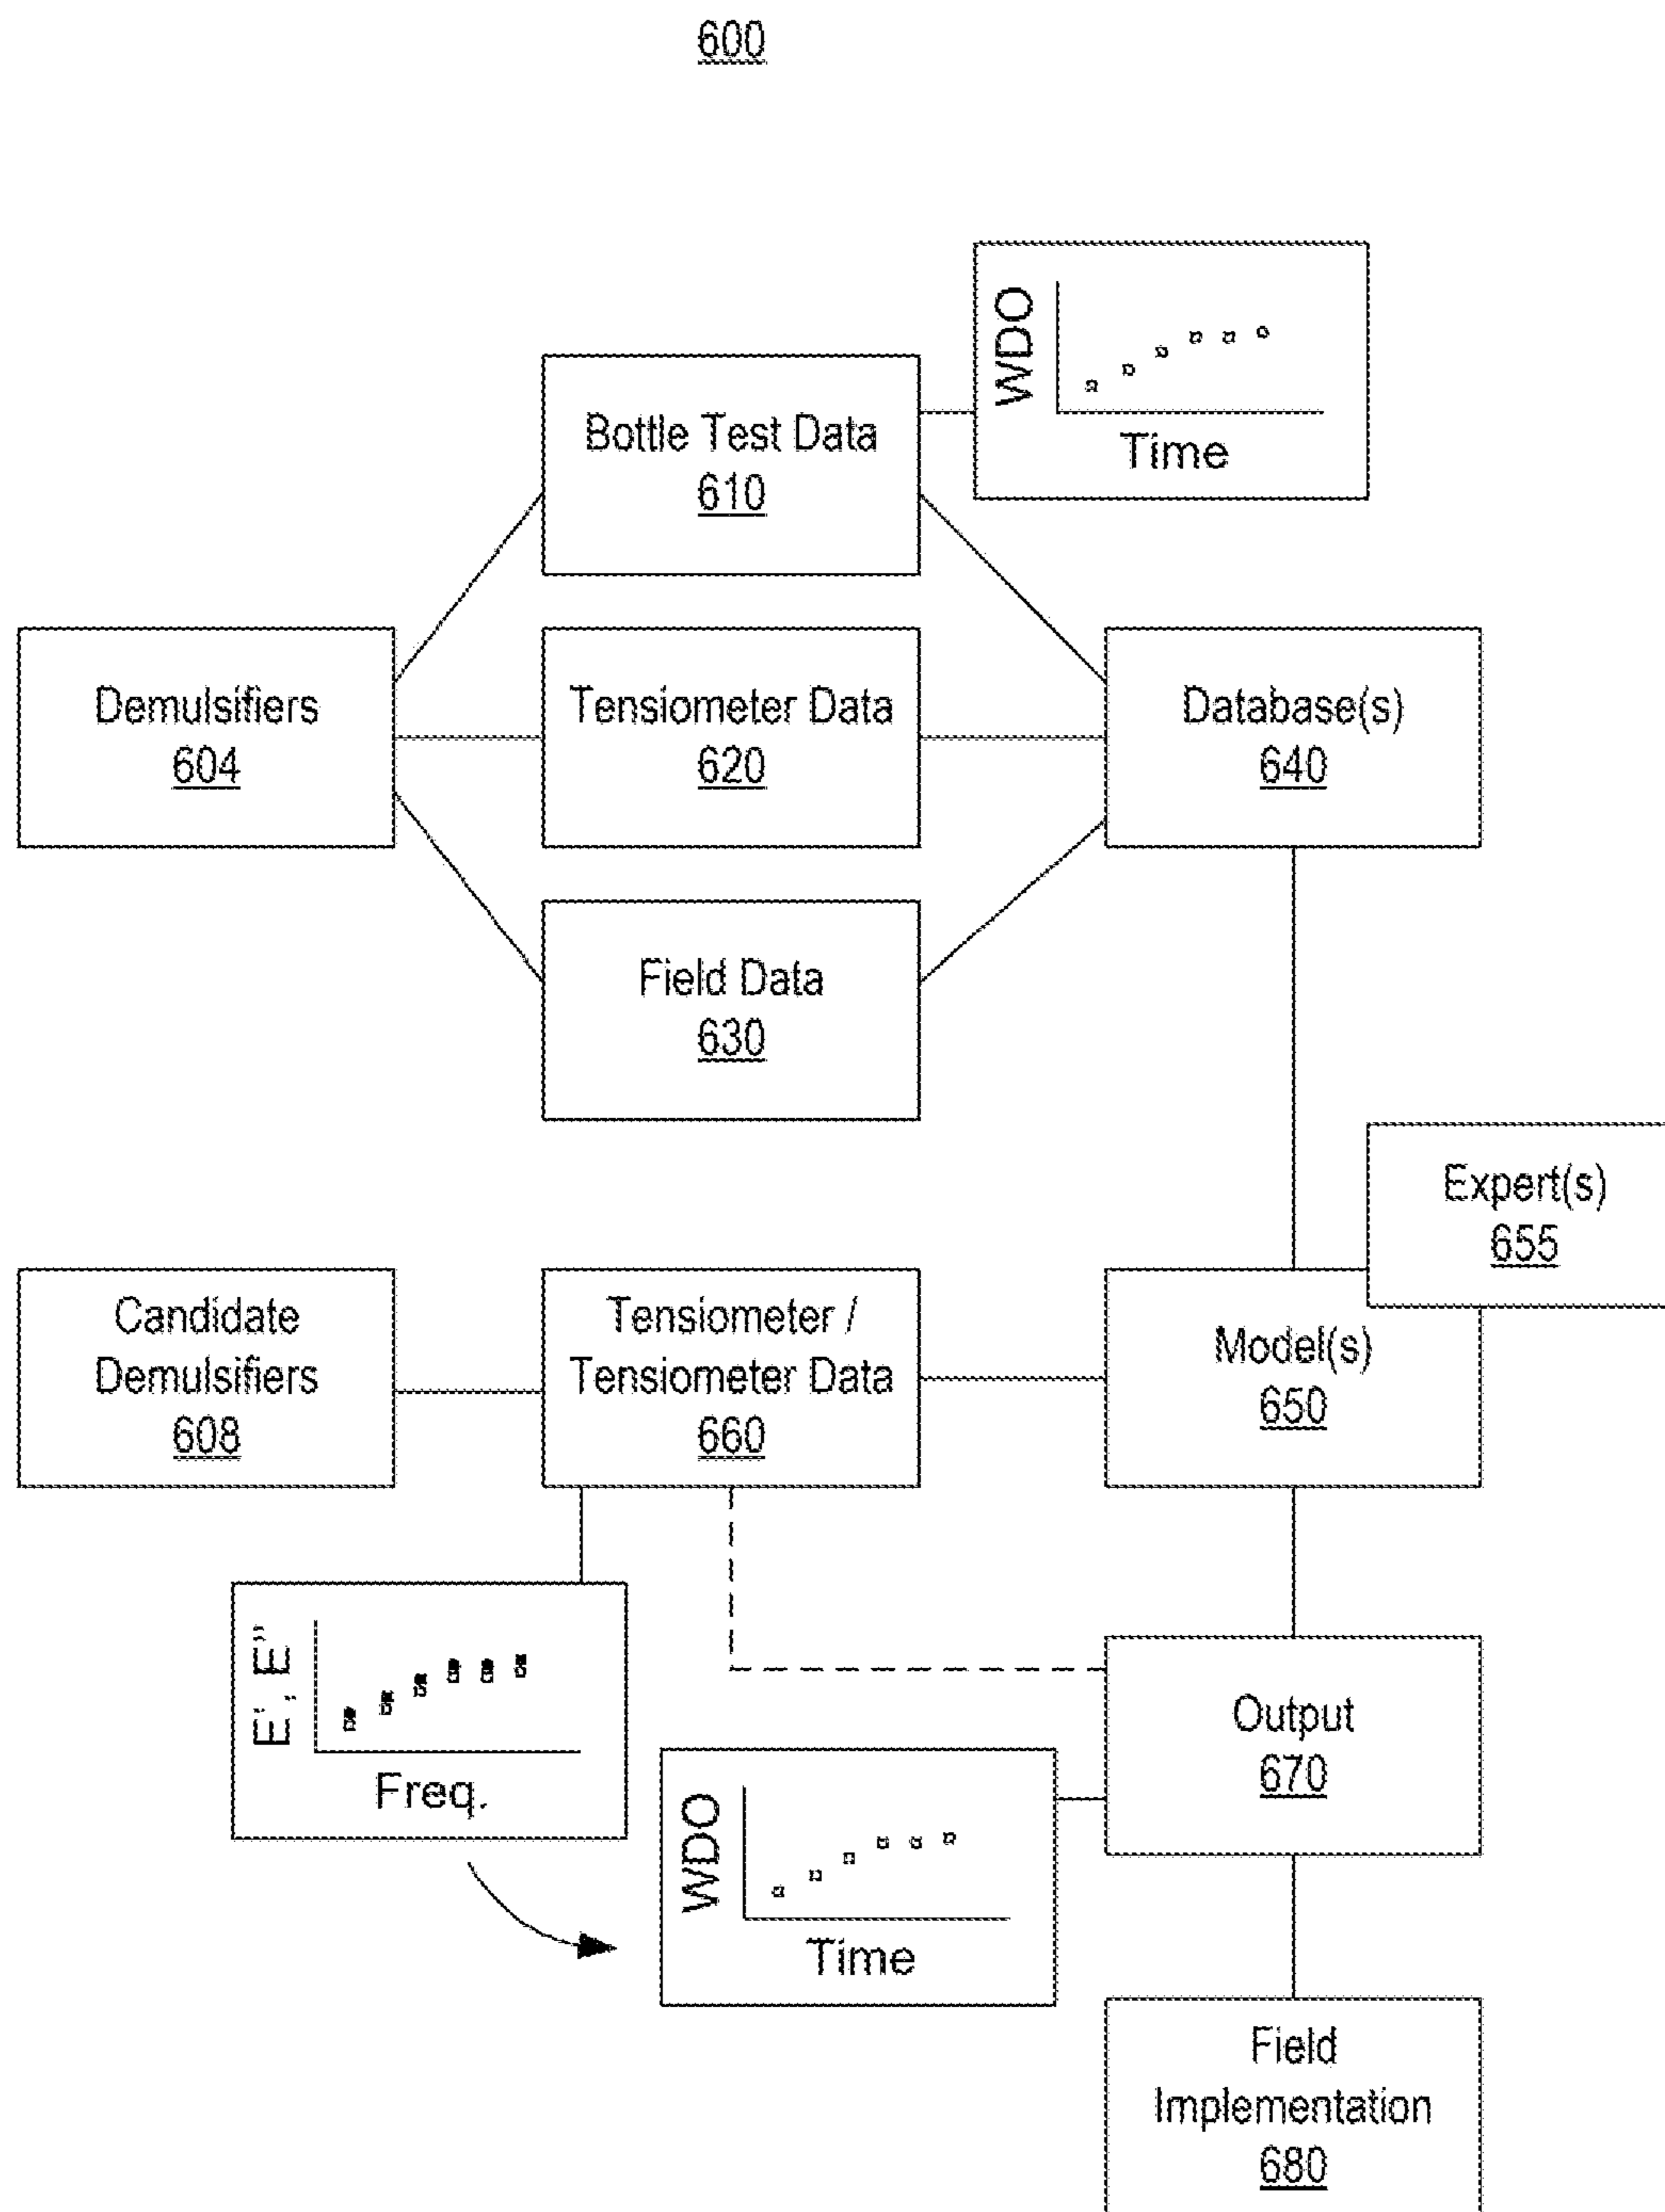 600
WDO
Time
Bottle Test Data
610
Demulsifiers
604
Tensiometer Data
620
Database(s)
640
Field Data
630
Expert(s)
655
Candidate
Demulsifiers
608
Tensiometer /
Tensiometer Data
660
Model(s)
650
E', E"
Freq.
WDO
Time
Output
670
Field
Implementation
680